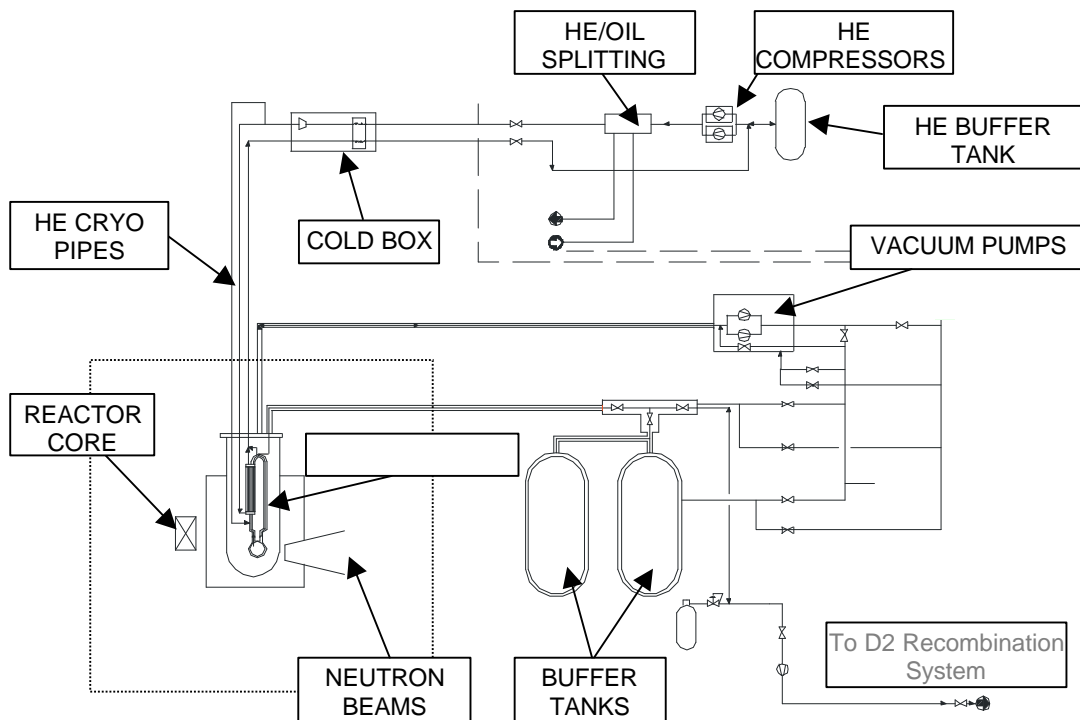 HE/OIL
SPLITTING
HE
COMPRESSORS
HE BUFFER
TANK
HE CRYO
PIPES
COLD BOX
VACUUM PUMPS
REACTOR
CORE
To D2 Recombination
System
NEUTRON
BEAMS
BUFFER
TANKS